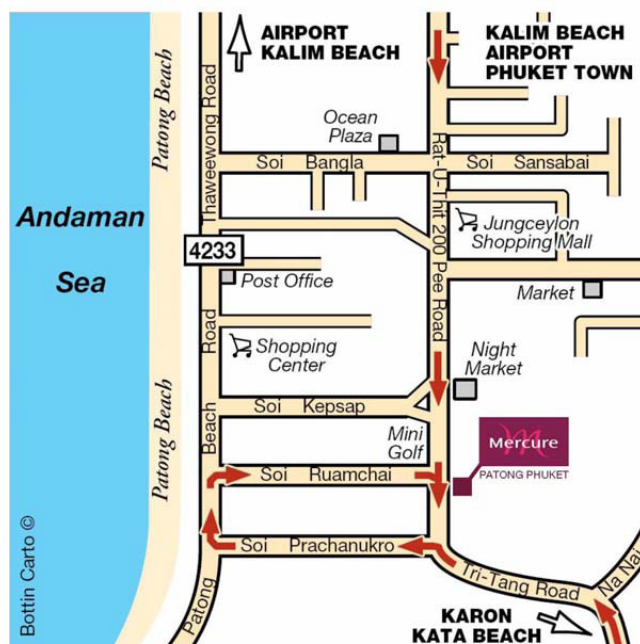 AIRPORT
KALIM BEACH
KALIM BEACH
AIRPORT
PHUKET TOWN
Patong Beach
Thaweewong Road
Ocean
Plaza
Rat-U-Thit 200 Pee Road
Soi Bangla
Soi Sansabai
Andaman
Sea
4233
Jungceylon
Shopping Mall
Post Office
Market
Shopping
Center
Night
Market
Patong Beach
Patong Beach Road
Soi Kepsap
Mini
Golf
Mercure
PATONG PHUKET
Soi Ruamchai
Soi Prachanukro
Tri-Tang Road
Na Nai
KARON
KATA BEACH
Bottin Carto ©